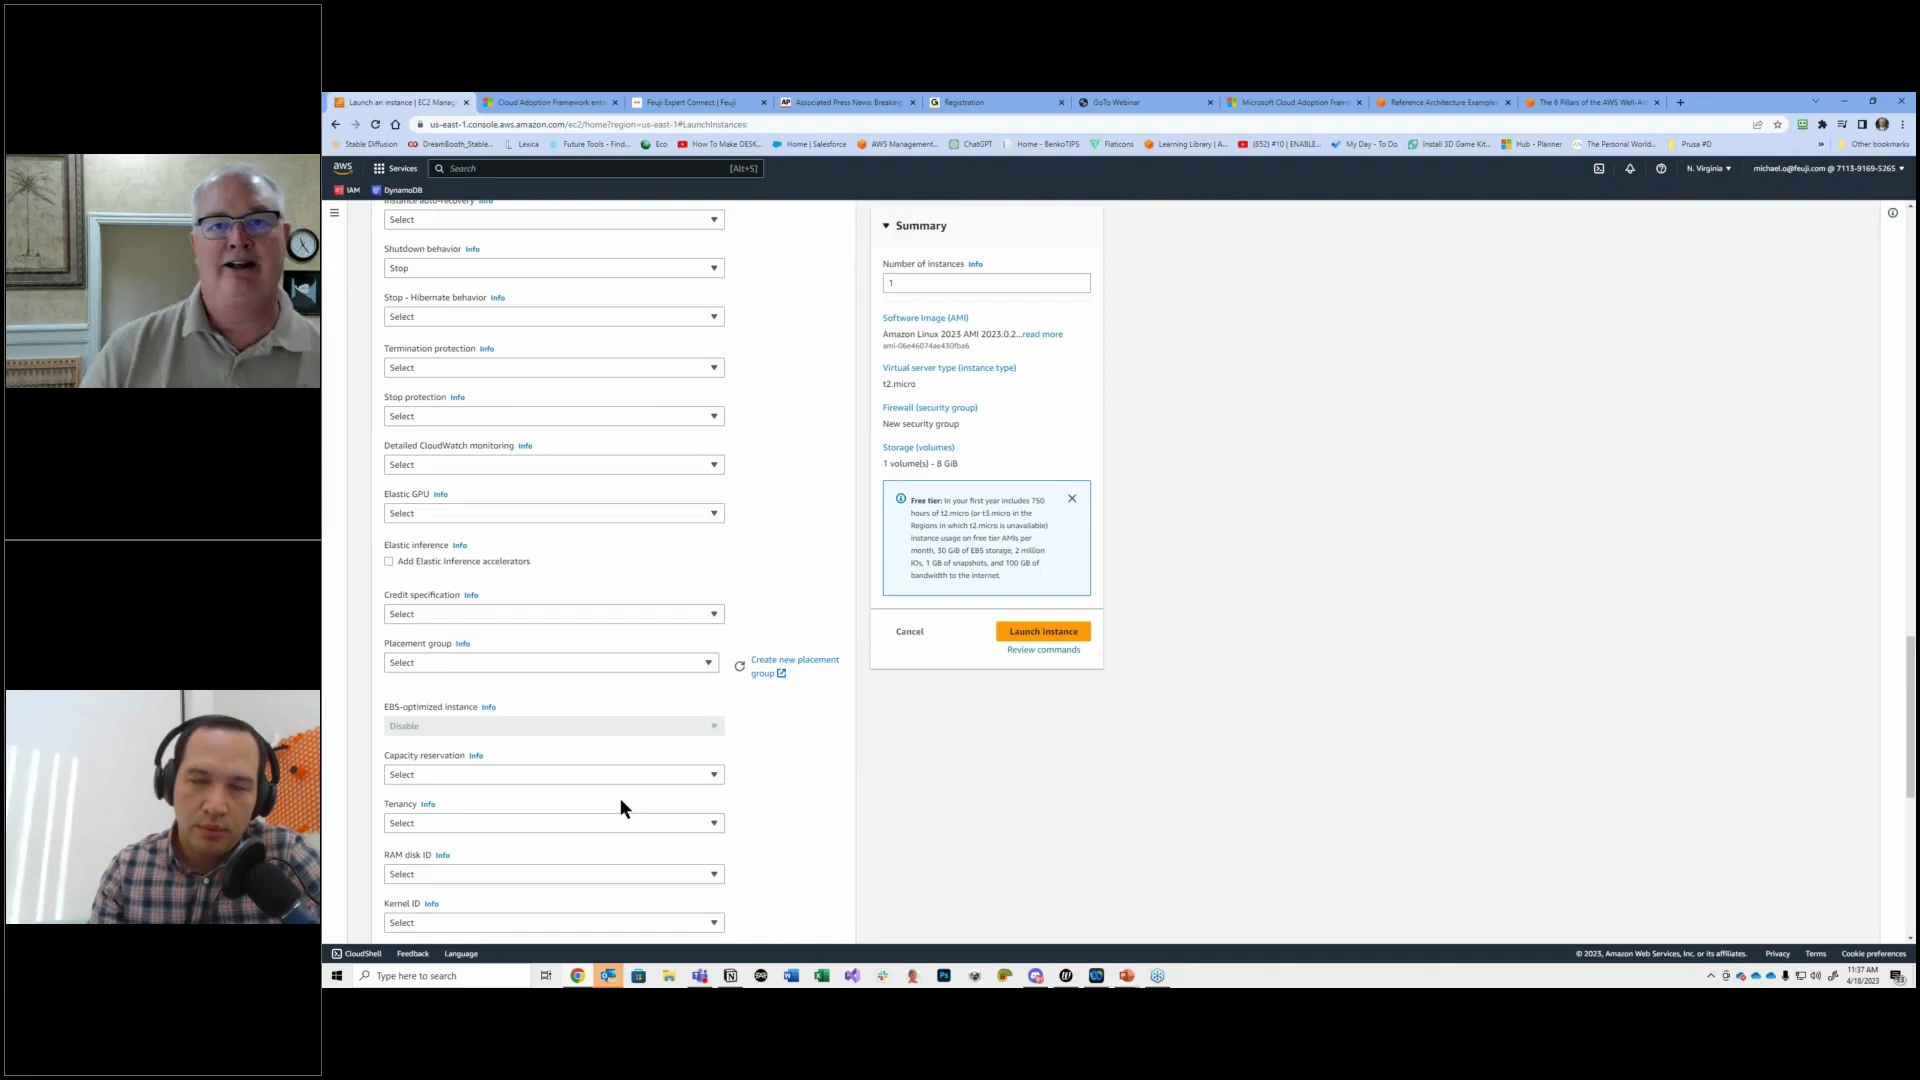 Launch an instance | EC2 Manag
Cloud Adoption Framework ente
Feuji Expert Connect | Feuji
AP Associated Press News: Breaking
Registration
GoTo Webinar
Microsoft Cloud Adoption Fram
Reference Architecture Example
The 6 Pillars of the AWS Well-Ar
us-east-1.console.aws.amazon.com/ec2/home?region=us-east-1#LaunchInstances:
Stable Diffusion
DreamBooth_Stable...
Lexica
Future Tools - Find...
Eco
How To Make DESK...
Home | Salesforce
AWS Management...
ChatGPT
Home - BenkoTIPS
Flaticons
Learning Library | A...
(852) #10 | ENABLE...
My Day - To Do
Install 3D Game Kit...
Hub - Planner
The Personal World...
Prusa #D
»
Other bookmarks
aws
Services
Search
[Alt+S]
N. Virginia
michael.o@feuji.com @ 7113-9169-5265
IAM
DynamoDB
Instance auto-recovery Info
Select
Shutdown behavior Info
Stop
Stop - Hibernate behavior Info
Select
Termination protection Info
Select
Stop protection Info
Select
Detailed CloudWatch monitoring Info
Select
Elastic GPU Info
Select
Elastic inference Info
Add Elastic Inference accelerators
Credit specification Info
Select
Placement group Info
Select
Create new placement
group
EBS-optimized instance Info
Disable
Capacity reservation Info
Select
Tenancy Info
Select
RAM disk ID Info
Select
Kernel ID Info
Select
Summary
Number of instances Info
1
Software Image (AMI)
Amazon Linux 2023 AMI 2023.0.2...read more
ami-06e46074ae430fba6
Virtual server type (instance type)
t2.micro
Firewall (security group)
New security group
Storage (volumes)
1 volume(s) - 8 GiB
Free tier: In your first year includes 750
hours of t2.micro (or t3.micro in the
Regions in which t2.micro is unavailable)
instance usage on free tier AMIs per
month, 30 GiB of EBS storage, 2 million
IOs, 1 GB of snapshots, and 100 GB of
bandwidth to the internet.
Cancel
Launch instance
Review commands
CloudShell
Feedback
Language
© 2023, Amazon Web Services, Inc. or its affiliates.
Privacy
Terms
Cookie preferences
Type here to search
11:37 AM
4/18/2023